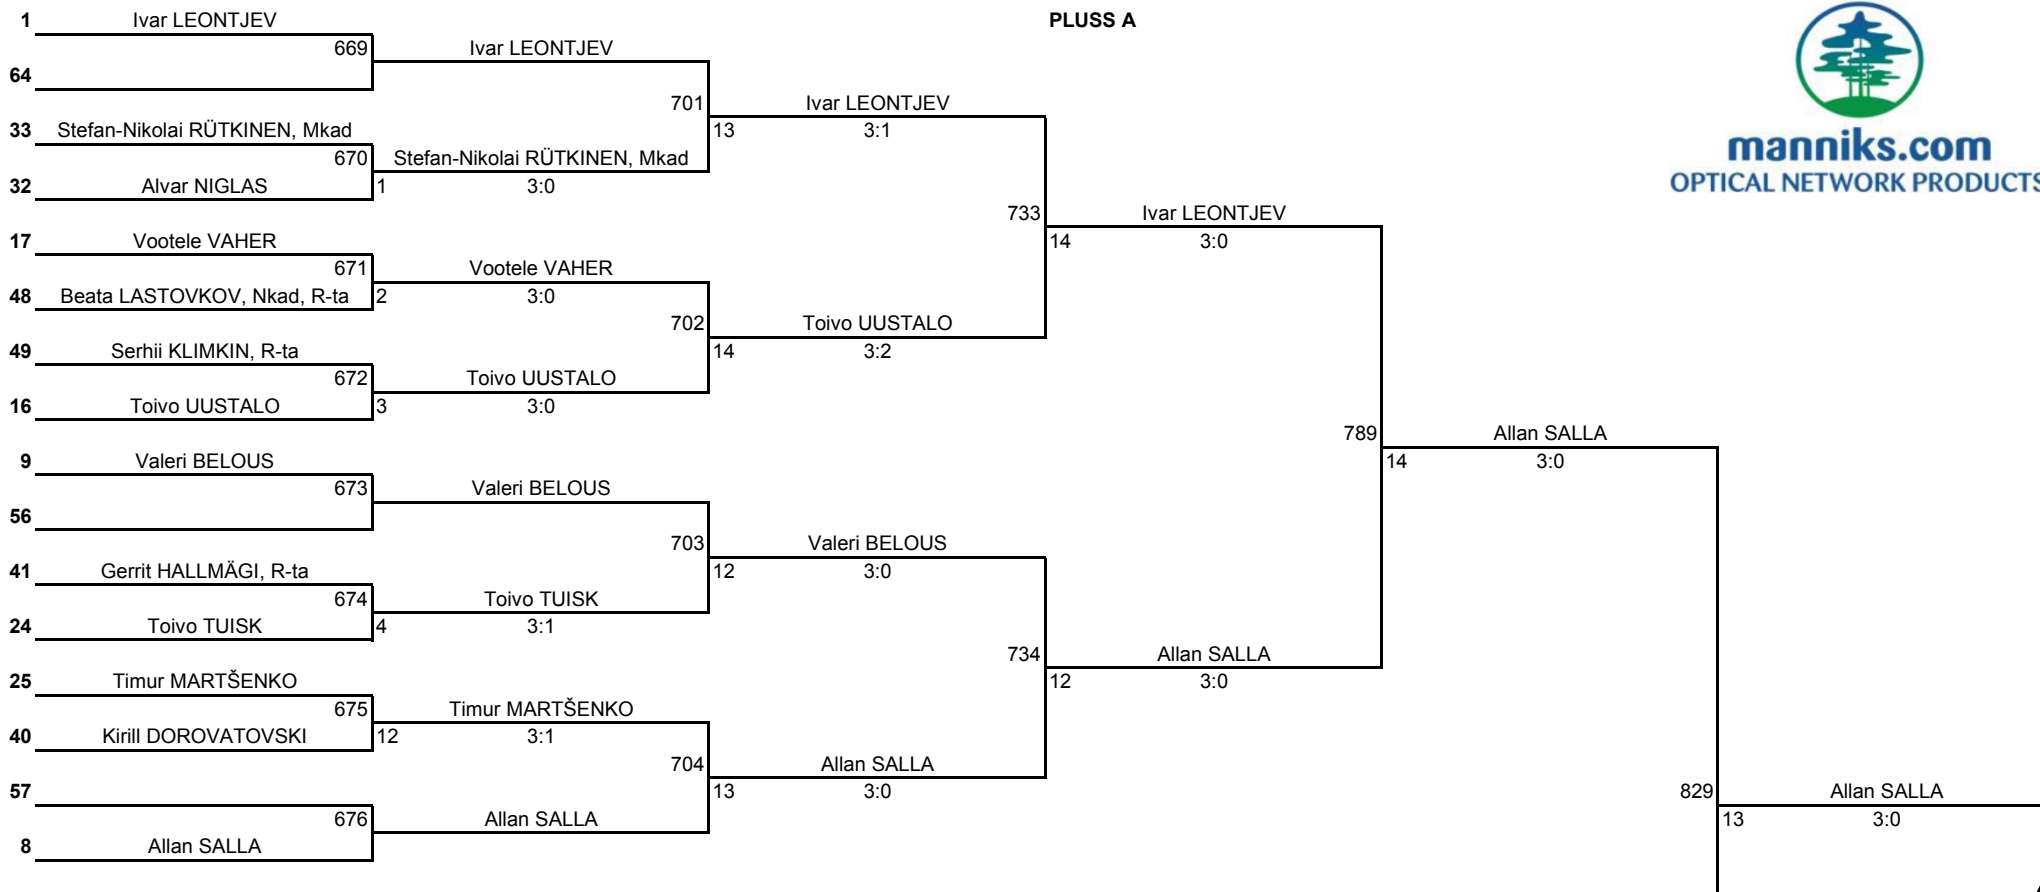 1 Ivar LEONTJEV PLUSS A
669 Ivar LEONTJEV
64
701 Ivar LEONTJEV
33 Stefan-Nikolai RÜTKINEN, Mkad 13 3:1
670 Stefan-Nikolai RÜTKINEN, Mkad
32 Alvar NIGLAS 1 3:0
manniks.com
OPTICAL NETWORK PRODUCTS
733 Ivar LEONTJEV
17 Vootele VAHER 14 3:0
671 Vootele VAHER
48 Beata LASTOVKOV, Nkad, R-ta 2 3:0
702 Toivo UUSTALO
49 Serhii KLIMKIN, R-ta 14 3:2
672 Toivo UUSTALO
16 Toivo UUSTALO 3 3:0
789 Allan SALLA
9 Valeri BELOUS 14 3:0
673 Valeri BELOUS
56
703 Valeri BELOUS
41 Gerrit HALLMÄGI, R-ta 12 3:0
674 Toivo TUISK
24 Toivo TUISK 4 3:1
734 Allan SALLA
25 Timur MARTŠENKO 12 3:0
675 Timur MARTŠENKO
40 Kirill DOROVATOVSKI 12 3:1
704 Allan SALLA
57 13 3:0
829 Allan SALLA
676 Allan SALLA 13 3:0
8 Allan SALLA